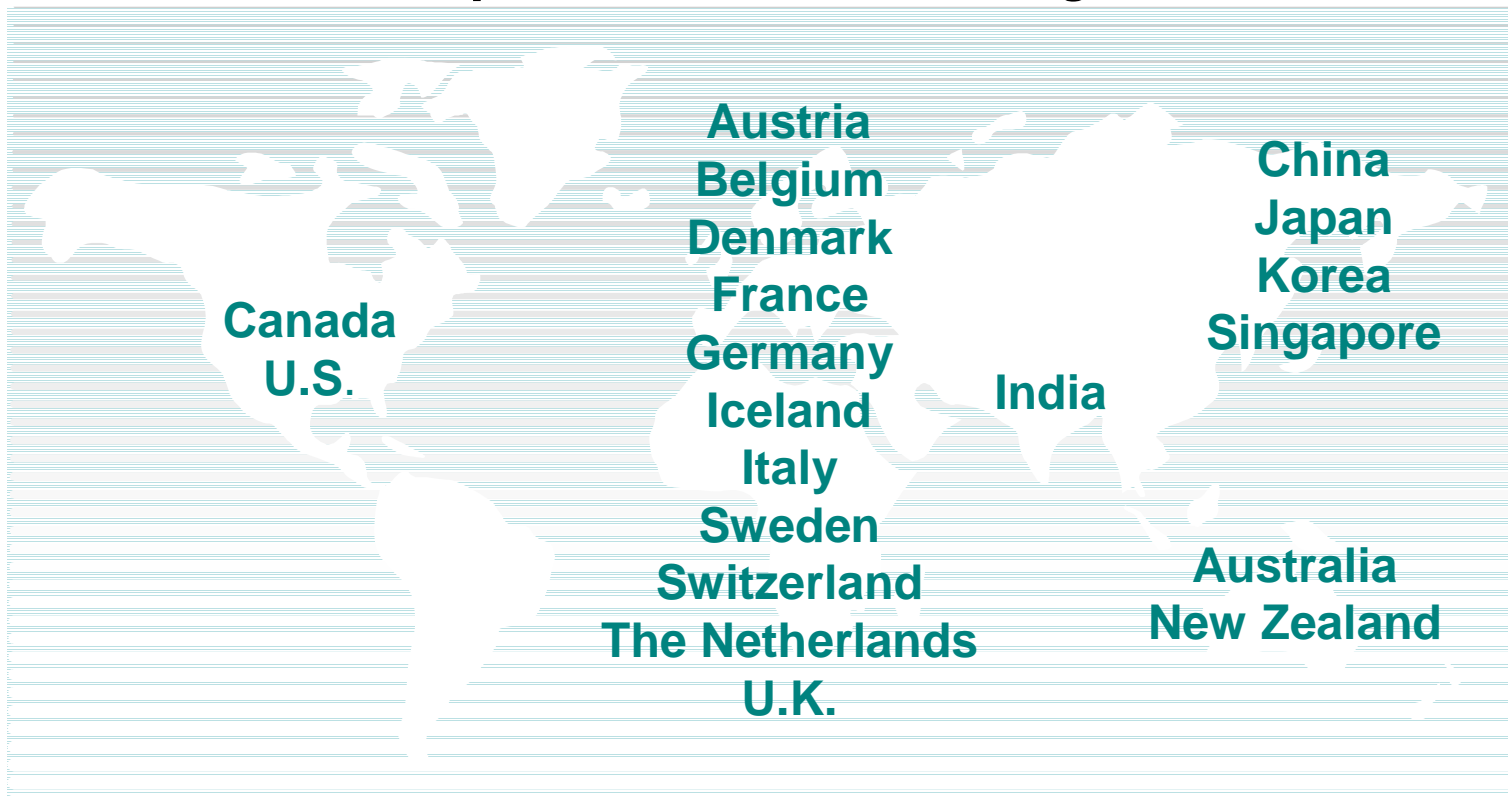 Canada
U.S.
Austria
Belgium
Denmark
France
Germany
Iceland
Italy
Sweden
Switzerland
The Netherlands
U.K.
India
China
Japan
Korea
Singapore
Australia
New Zealand